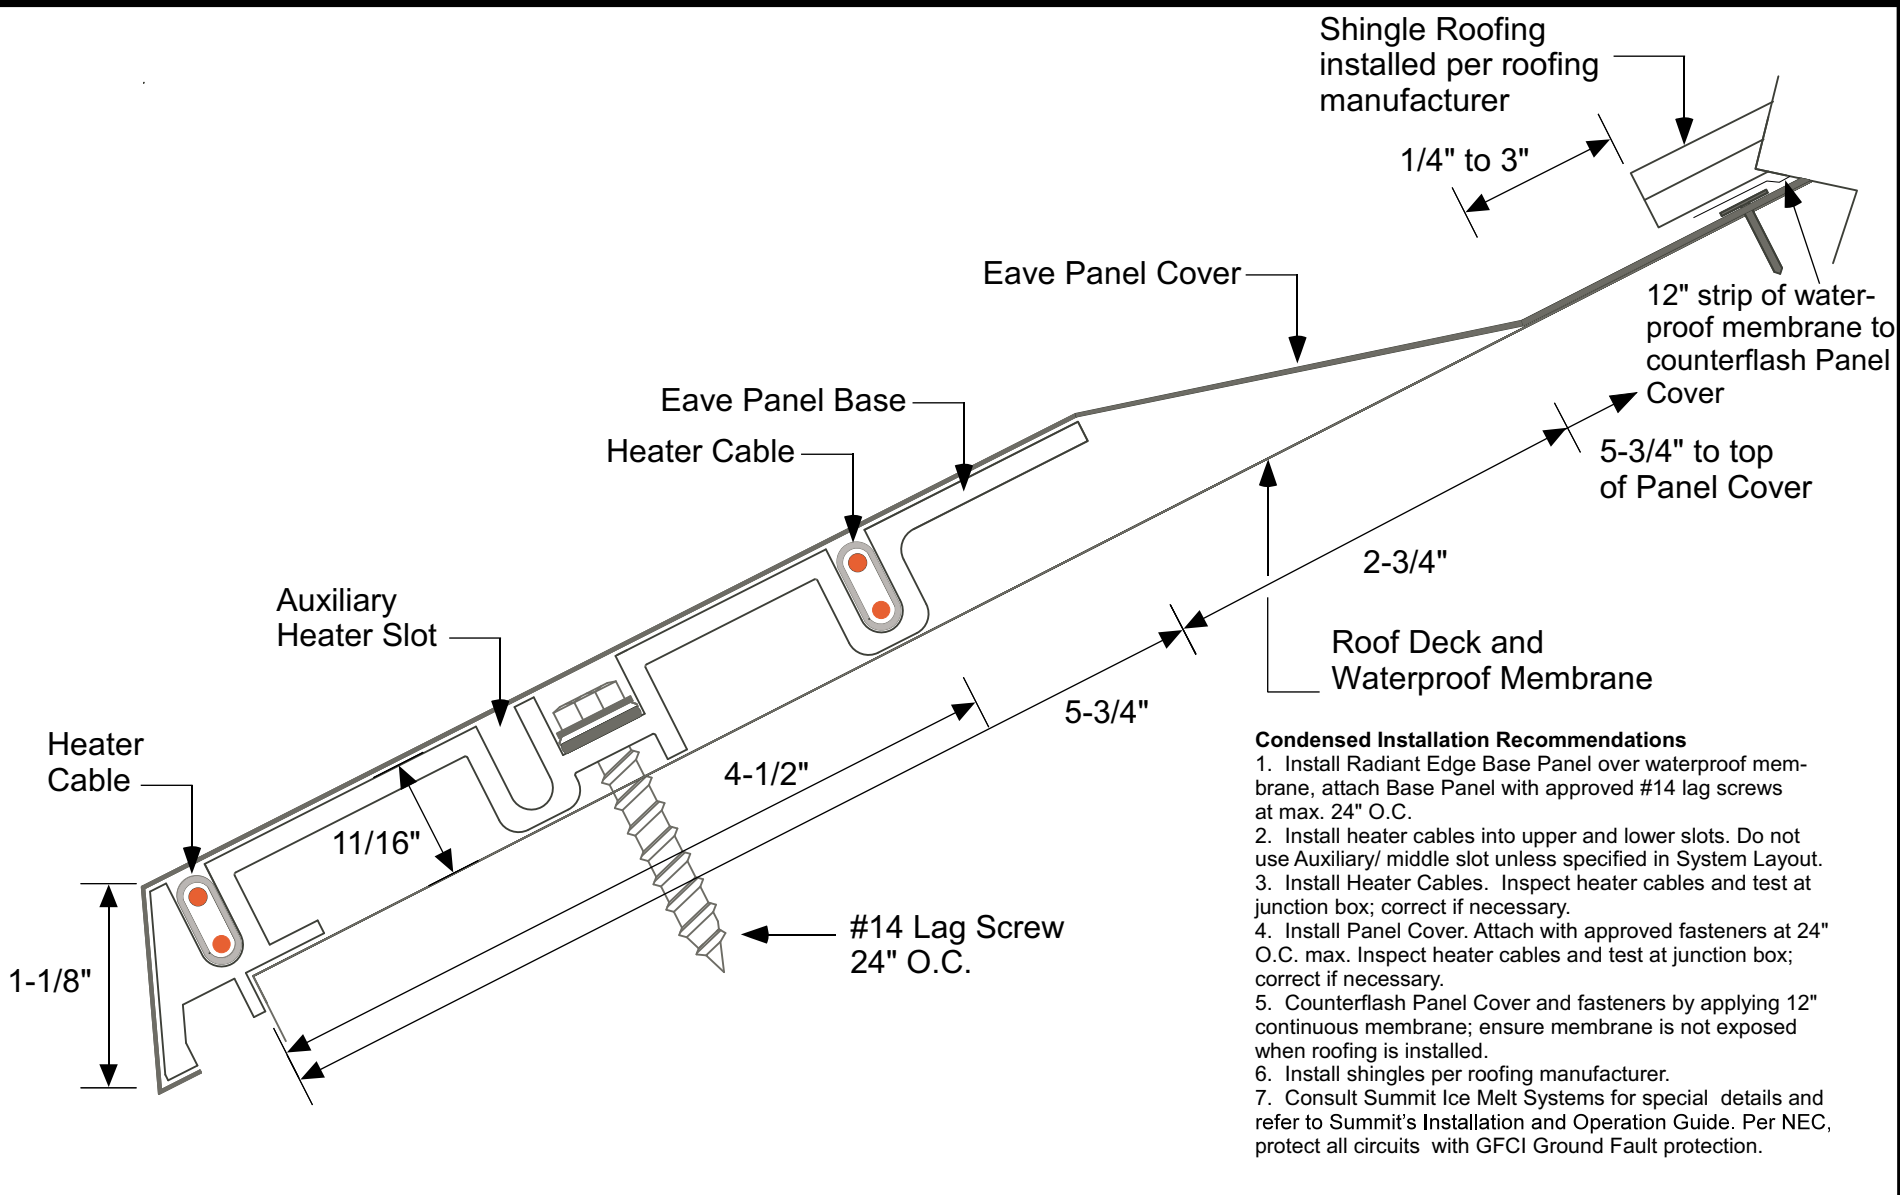 Shingle Roofing
installed per roofing
manufacturer
1/4" to 3"
Eave Panel Cover
12" strip of water-
proof membrane to
counterflash Panel
Cover
Eave Panel Base
Heater Cable
5-3/4" to top
of Panel Cover
2-3/4"
Auxiliary
Heater Slot
Roof Deck and
Waterproof Membrane
5-3/4"
4-1/2"
Heater
Cable
11/16"
#14 Lag Screw
24" O.C.
1-1/8"
Condensed Installation Recommendations
1. Install Radiant Edge Base Panel over waterproof mem-
brane, attach Base Panel with approved #14 lag screws
at max. 24" O.C.
2. Install heater cables into upper and lower slots. Do not
use Auxiliary/ middle slot unless specified in System Layout.
3. Install Heater Cables. Inspect heater cables and test at
junction box; correct if necessary.
4. Install Panel Cover. Attach with approved fasteners at 24"
O.C. max. Inspect heater cables and test at junction box;
correct if necessary.
5. Counterflash Panel Cover and fasteners by applying 12"
continuous membrane; ensure membrane is not exposed
when roofing is installed.
6. Install shingles per roofing manufacturer.
7. Consult Summit Ice Melt Systems for special details and
refer to Summit's Installation and Operation Guide. Per NEC,
protect all circuits with GFCI Ground Fault protection.